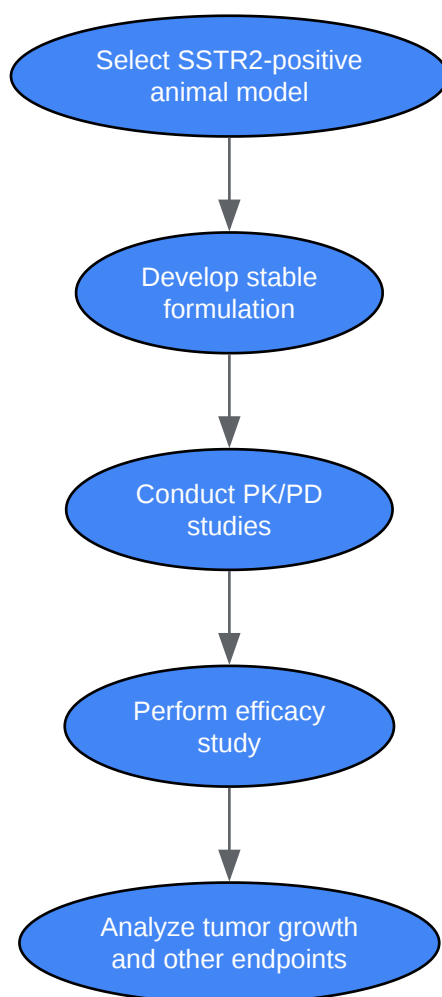 Select SSTR2-positive
animal model
Develop stable
formulation
Conduct PK/PD
studies
Perform efficacy
study
Analyze tumor growth
and other endpoints